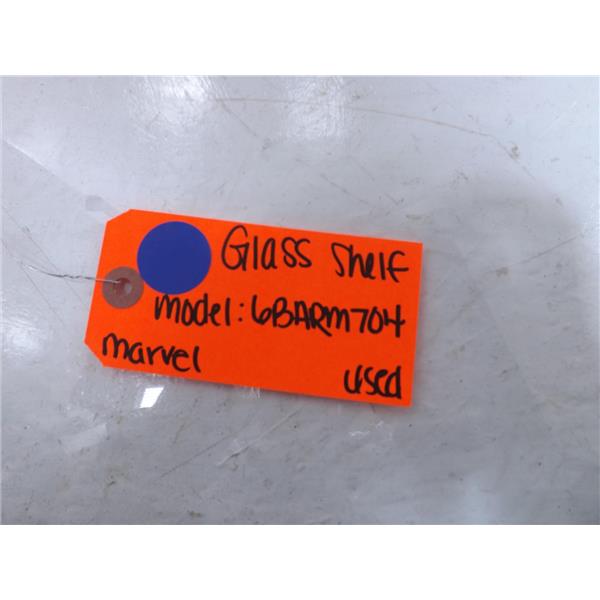 Glass Shelf
Model: 6BARM704
Marvel
used